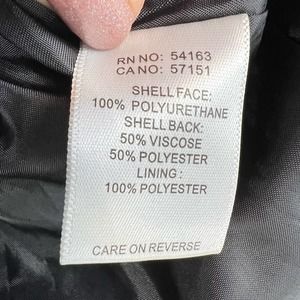 RN NO: 54163
CA NO: 57151
SHELL FACE:
100% POLYURETHANE
SHELL BACK:
50% VISCOSE
50% POLYESTER
LINING :
100% POLYESTER
CARE ON REVERSE